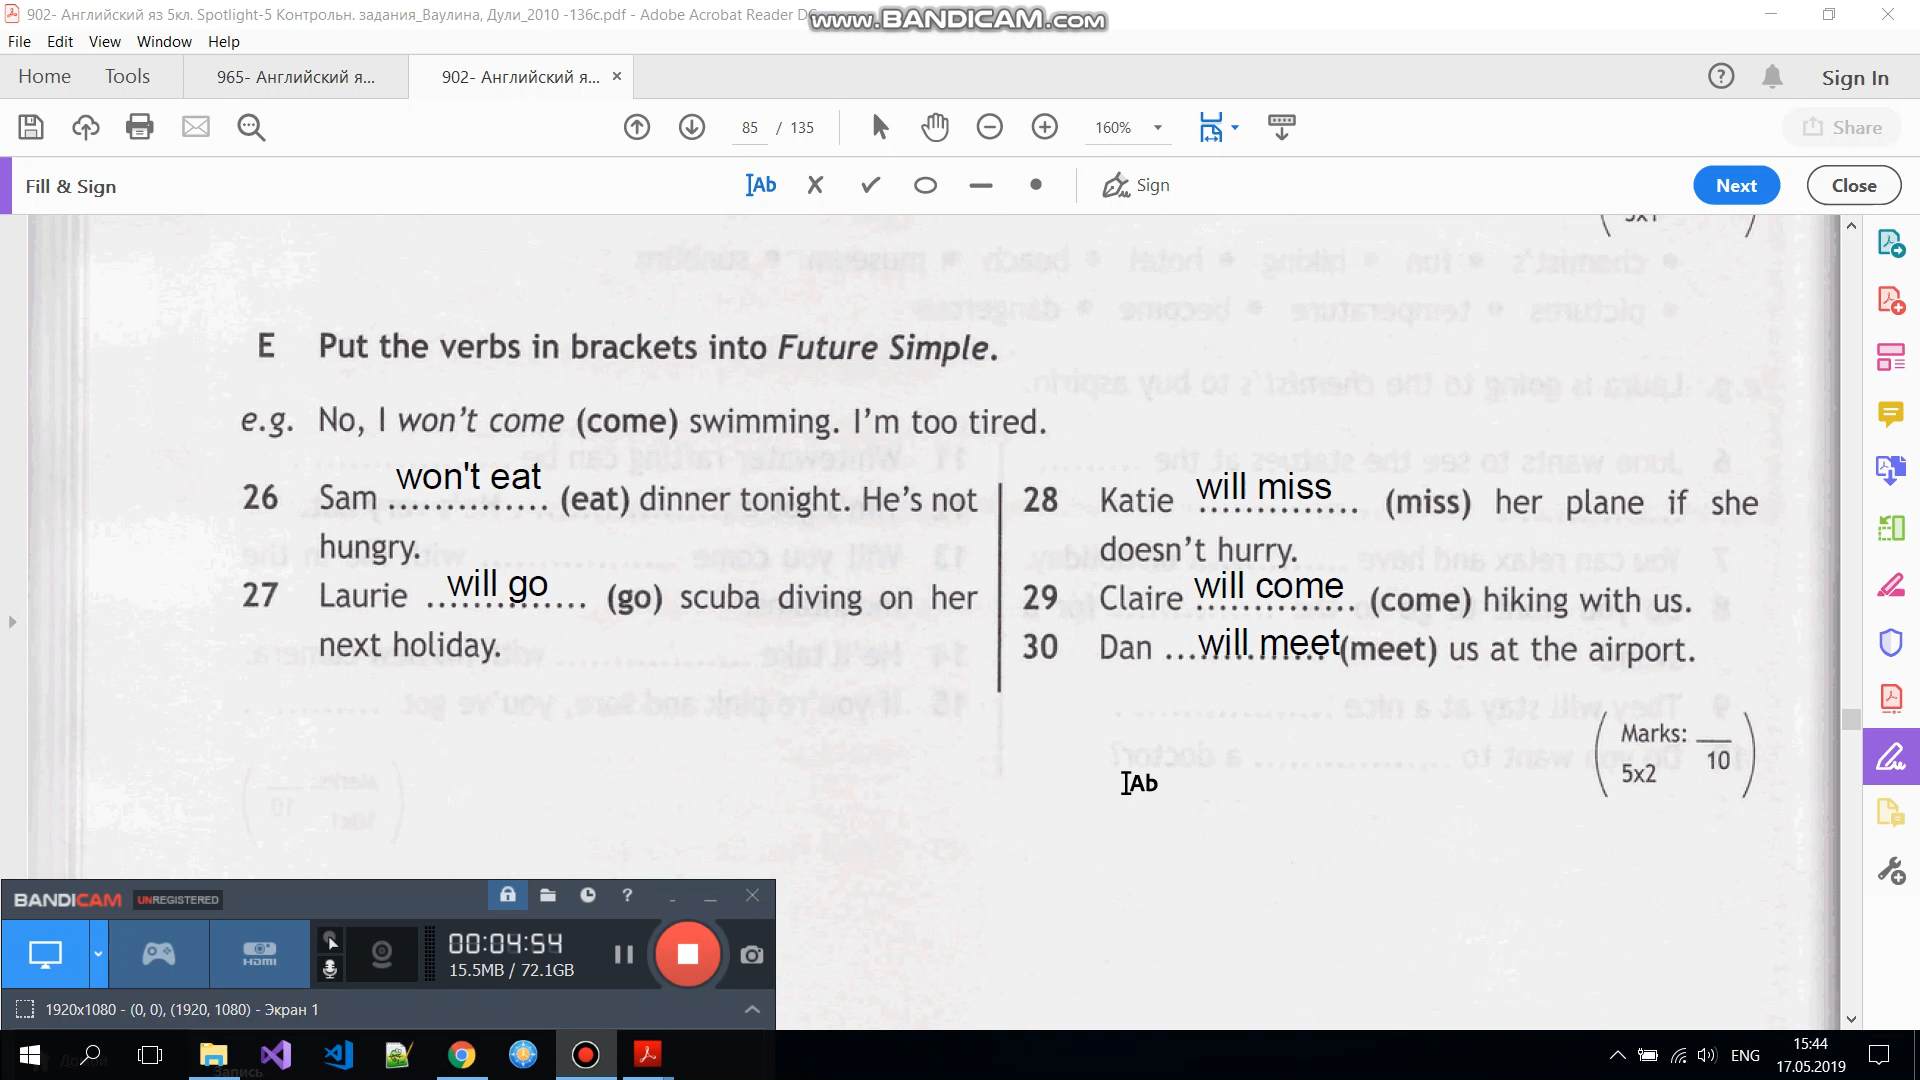 902- Английский яз 5кл. Spotlight-5 Контрольн. задания_Ваулина, Дули_2010 -136с.pdf - Adobe Acrobat Reader DC
www.BANDICAM.com
File Edit View Window Help
Home Tools 965- Английский я... 902- Английский я... × Sign In
85 / 135 160% Share
Fill & Sign IAb Sign Next Close
5x1
E Put the verbs in brackets into Future Simple.
e.g. No, I won't come (come) swimming. I'm too tired.
26 Sam won't eat (eat) dinner tonight. He's not
hungry.
27 Laurie will go (go) scuba diving on her
next holiday.
28 Katie will miss (miss) her plane if she
doesn't hurry.
29 Claire will come (come) hiking with us.
30 Dan will meet (meet) us at the airport.
Marks: __
10
5x2
IAb
BANDICAM UNREGISTERED
HDMI
00:04:54
15.5MB / 72.1GB
1920x1080 - (0, 0), (1920, 1080) - Экран 1
Запись
ENG
15:44
17.05.2019